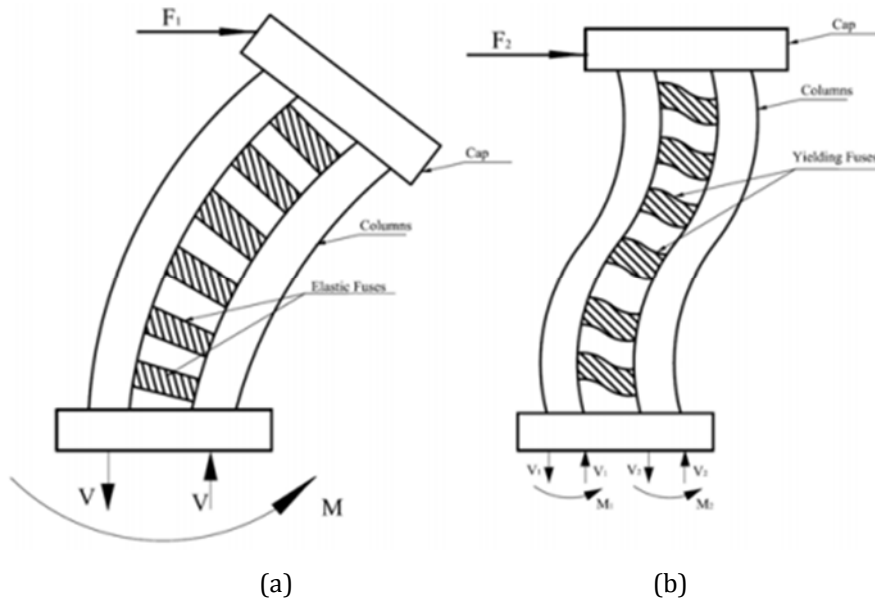 F1
Cap
Columns
Elastic Fuses
V
V
M
(a)
F2
Cap
Columns
Yielding Fuses
V1
V1
V2
V2
M1
M2
(b)